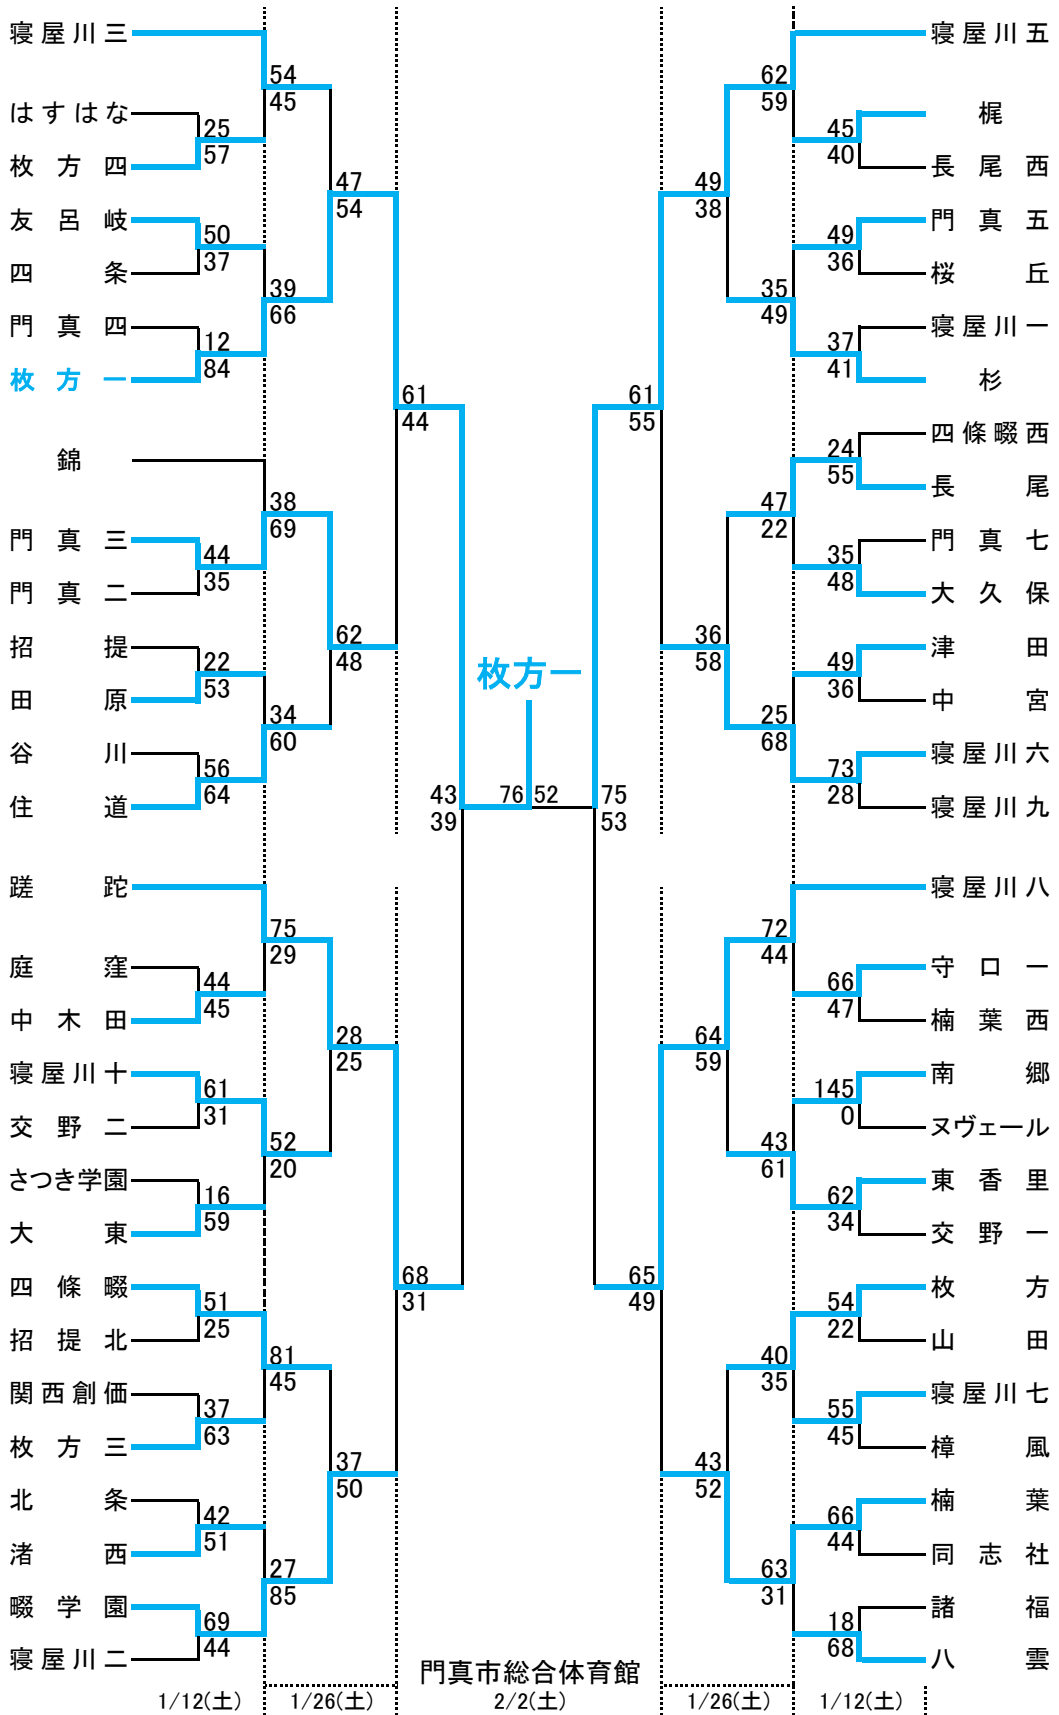 寝屋川三
54
45
はすはな
25
57
枚方四
47
54
友呂岐
50
37
四条
39
66
門真四
12
84
枚方一
61
44
錦
38
69
門真三
44
35
門真二
62
48
招提
22
53
田原
34
60
谷川
56
64
住道
43
39
蹉跎
75
29
庭窪
44
45
中木田
28
25
寝屋川十
61
31
交野二
52
20
さつき学園
16
59
大東
68
31
四條畷
51
25
招提北
81
45
関西創価
37
63
枚方三
37
50
北条
42
51
渚西
27
85
畷学園
69
44
寝屋川二
枚方一
76 52
寝屋川五
62
59
梶
45
40
長尾西
49
38
門真五
49
36
桜丘
35
49
寝屋川一
37
41
杉
61
55
四條畷西
24
55
長尾
47
22
門真七
35
48
大久保
36
58
津田
49
36
中宮
25
68
寝屋川六
73
28
寝屋川九
75
53
寝屋川八
72
44
守口一
66
47
楠葉西
64
59
南郷
145
0
ヌヴェール
43
61
東香里
62
34
交野一
65
49
枚方
54
22
山田
40
35
寝屋川七
55
45
樟風
43
52
楠葉
66
44
同志社
63
31
諸福
18
68
八雲
門真市総合体育館
1/12(土) 1/26(土) 2/2(土) 1/26(土) 1/12(土)